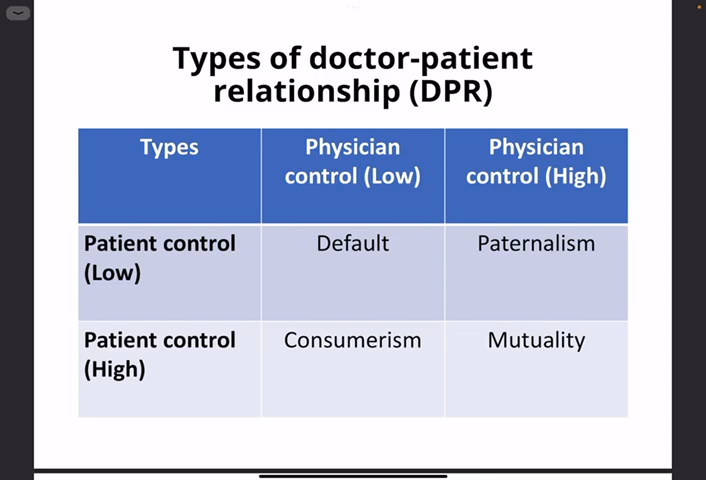 Types of doctor-patient
relationship (DPR)
Types
Physician
control (Low)
Physician
control (High)
Patient control
(Low)
Default
Paternalism
Patient control
(High)
Consumerism
Mutuality